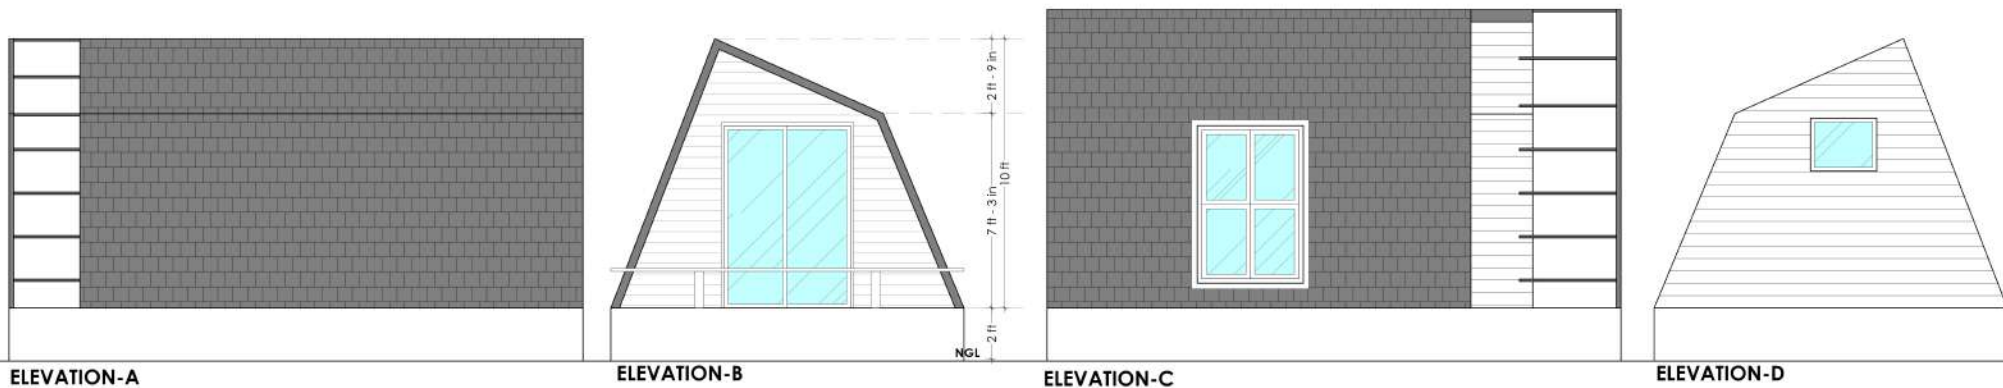 2 ft - 9 in
7 ft - 3 in
10 ft
2 ft
NGL
ELEVATION-A
ELEVATION-B
ELEVATION-C
ELEVATION-D